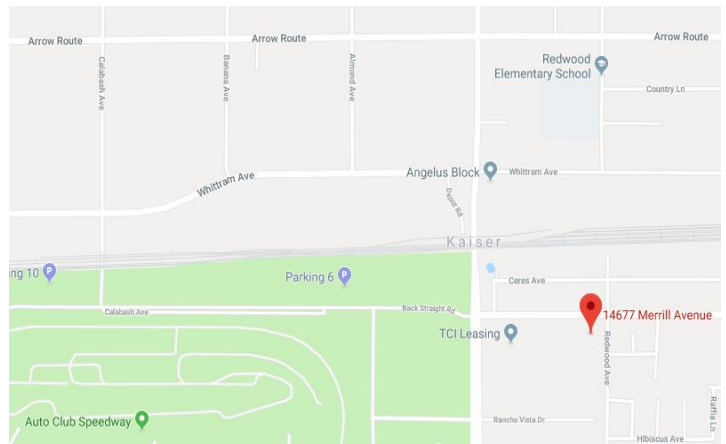 Arrow Route
Arrow Route
Arrow Route
Calabash Ave
Banana Ave
Almond Ave
Redwood
Elementary School
Country Ln
Whittram Ave
Angelus Block
Whittram Ave
Depot Rd
Kaiser
ing 10
P
Parking 6
P
Ceres Ave
Calabash Ave
Back Straight Rd
14677 Merrill Avenue
TCI Leasing
Redwood Ave
Raffia Ln
Auto Club Speedway
Rancho Vista Dr
Hibiscus Ave